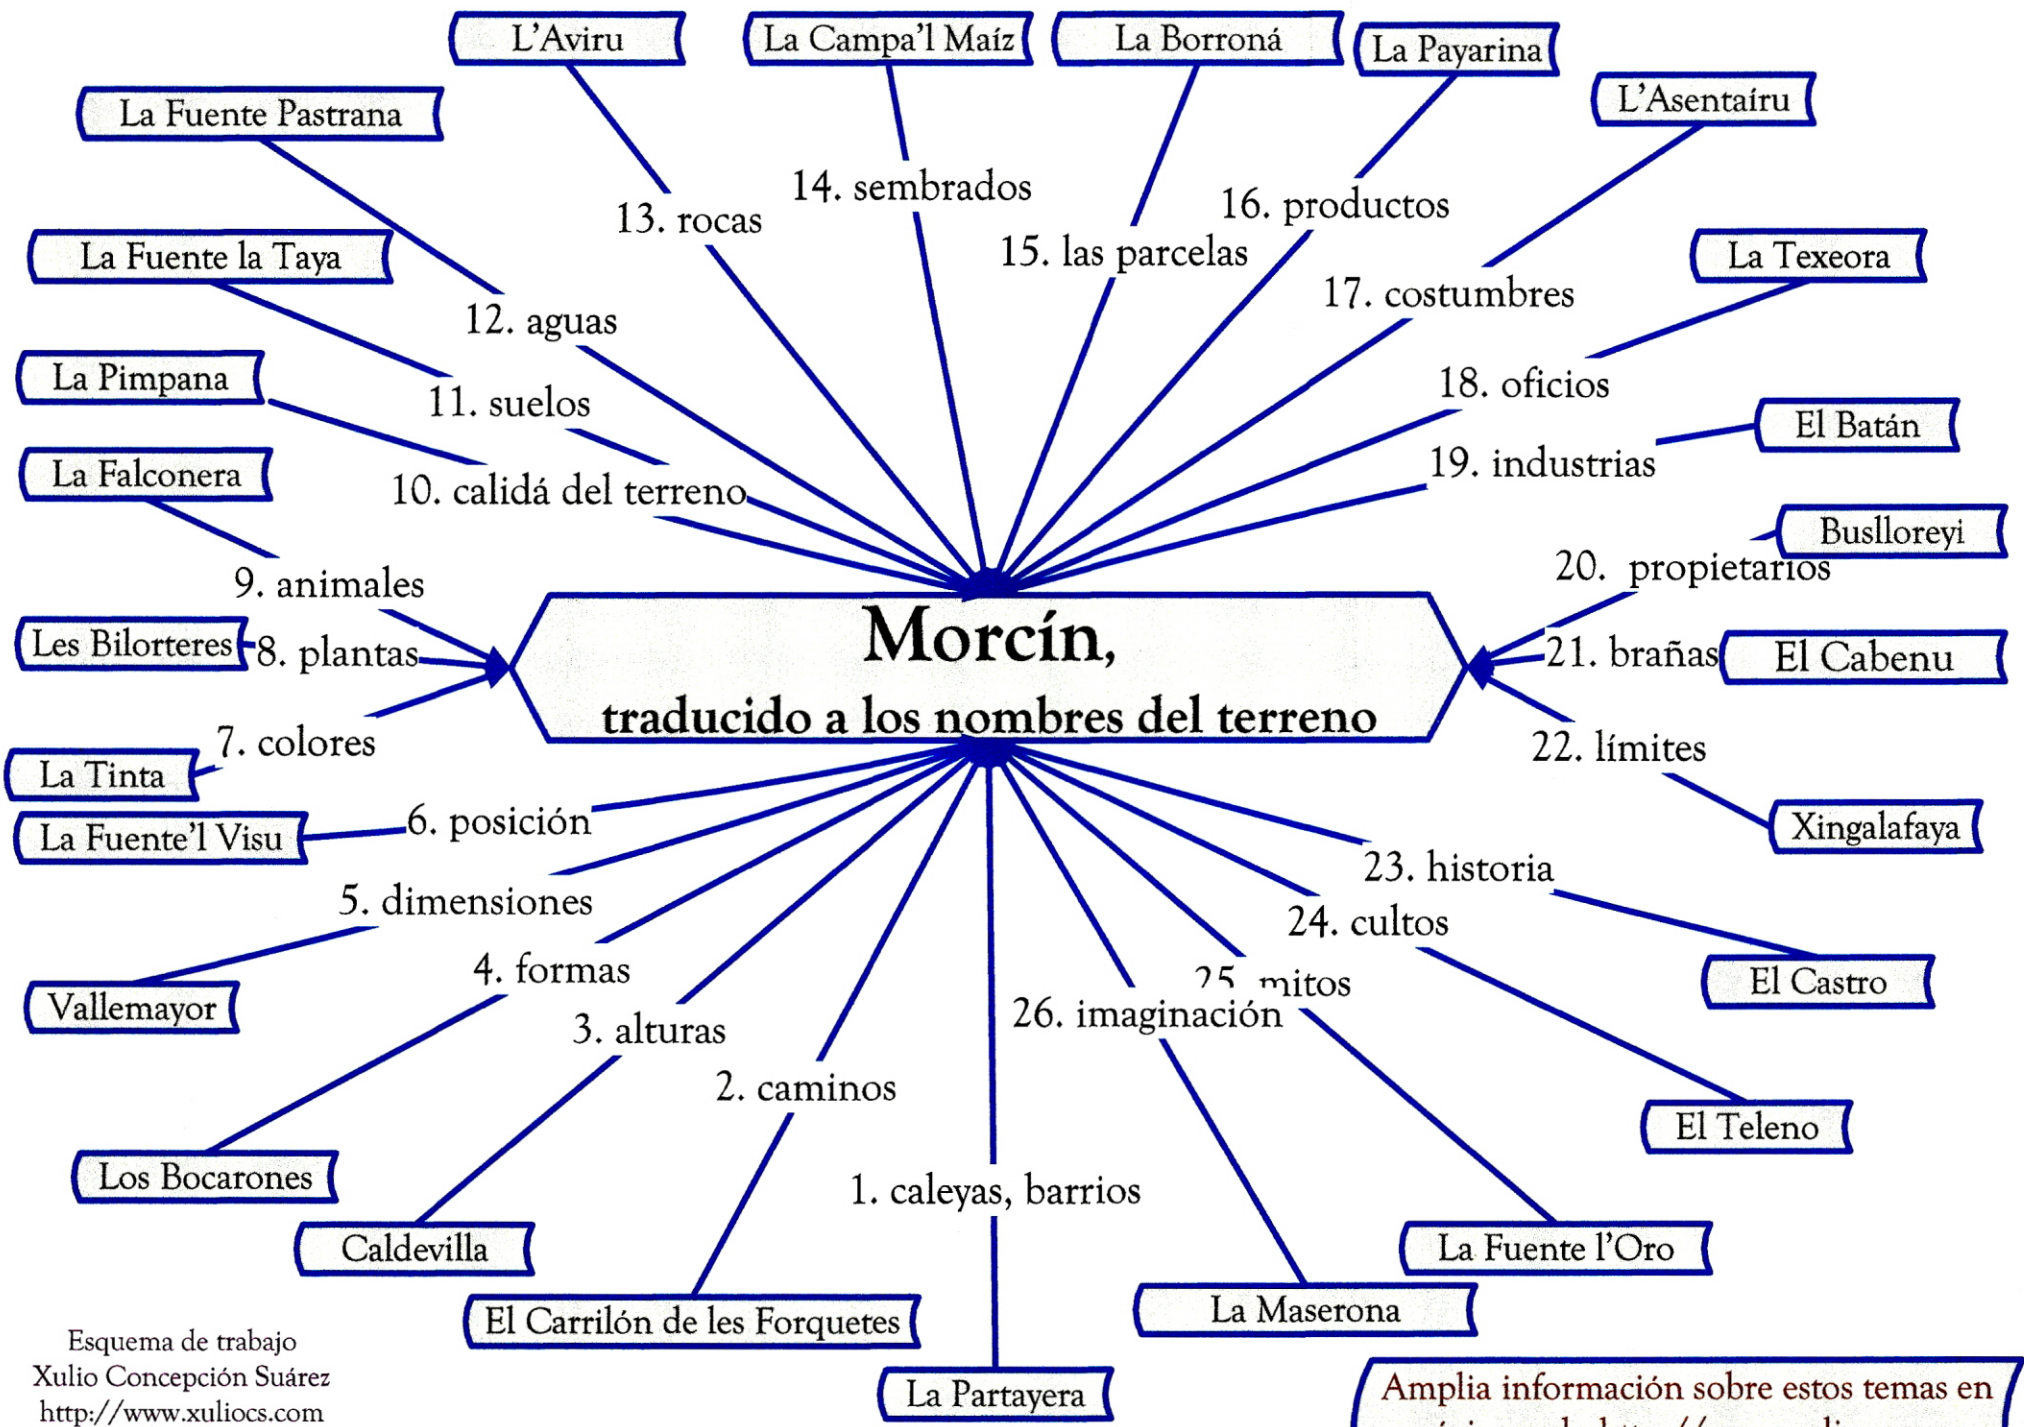 Morcín,
traducido a los nombres del terreno
1. caleyas, barrios
La Partayera
2. caminos
El Carrilón de les Forquetes
3. alturas
Caldevilla
4. formas
Los Bocarones
5. dimensiones
Vallemayor
6. posición
La Fuente'l Visu
7. colores
La Tinta
8. plantas
Les Bilorteres
9. animales
La Falconera
10. calidá del terreno
La Pimpana
11. suelos
La Fuente la Taya
12. aguas
La Fuente Pastrana
13. rocas
L'Aviru
14. sembrados
La Campa'l Maíz
15. las parcelas
La Borroná
16. productos
La Payarina
17. costumbres
L'Asentaíru
18. oficios
La Texeora
19. industrias
El Batán
20. propietarios
Buslloreyi
21. brañas
El Cabenu
22. límites
Xingalafaya
23. historia
El Castro
24. cultos
El Teleno
25. mitos
La Fuente l'Oro
26. imaginación
La Maserona
Esquema de trabajo
Xulio Concepción Suárez
http://www.xuliocs.com
Amplia información sobre estos temas en